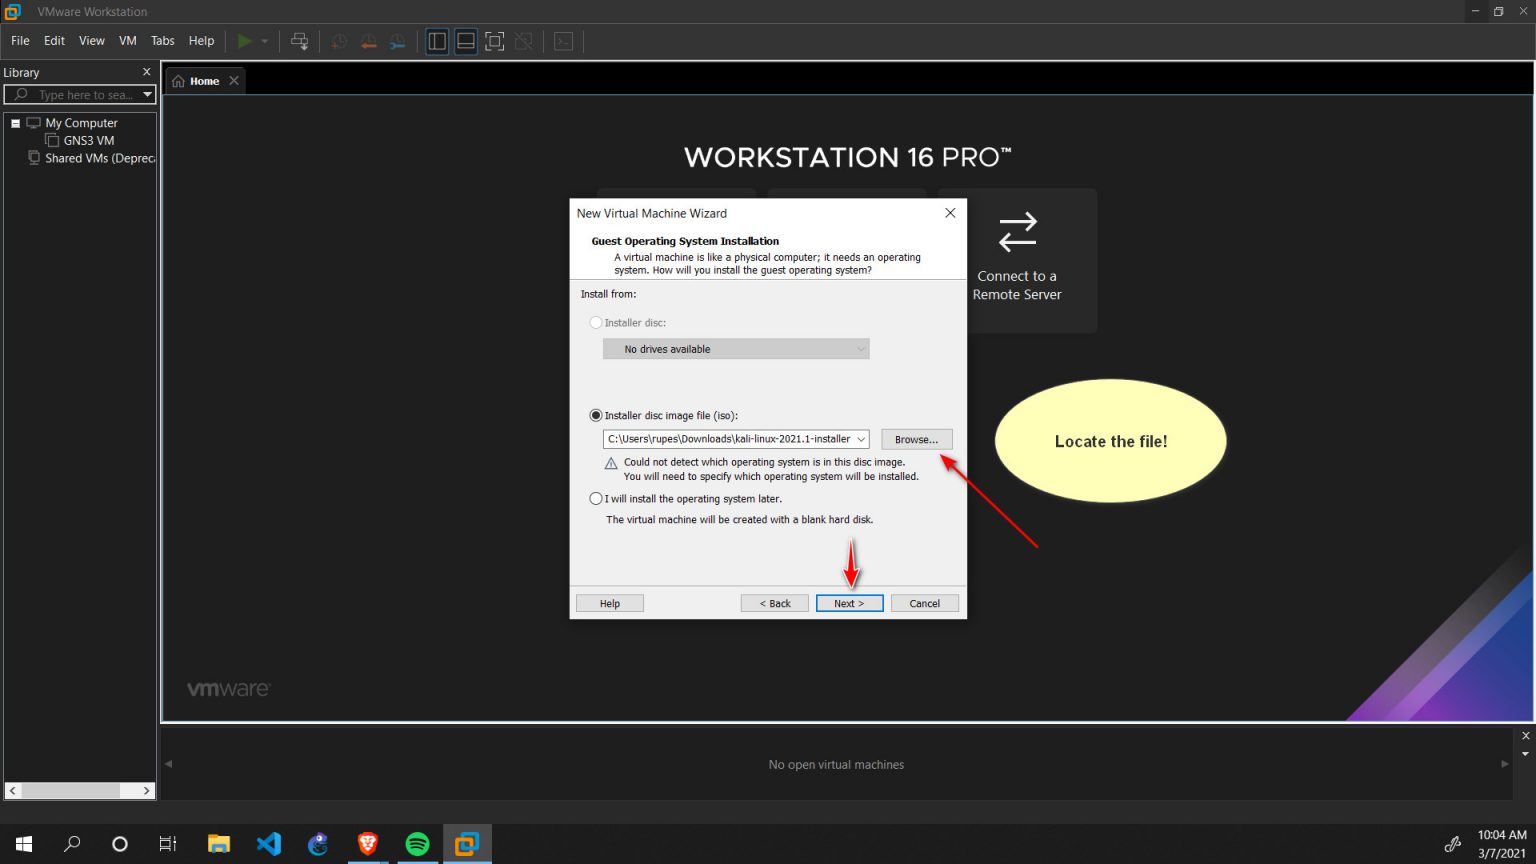 VMware Workstation
File Edit View VM Tabs Help
Library
Type here to sea...
Home
My Computer
GNS3 VM
Shared VMs (Depreca
WORKSTATION 16 PRO™
New Virtual Machine Wizard
Guest Operating System Installation
A virtual machine is like a physical computer; it needs an operating
system. How will you install the guest operating system?
Install from:
Installer disc:
No drives available
Installer disc image file (iso):
C:\Users\rupes\Downloads\kali-linux-2021.1-installer
Browse...
Could not detect which operating system is in this disc image.
You will need to specify which operating system will be installed.
I will install the operating system later.
The virtual machine will be created with a blank hard disk.
Help
< Back
Next >
Cancel
Connect to a
Remote Server
Locate the file!
vmware
No open virtual machines
10:04 AM
3/7/2021